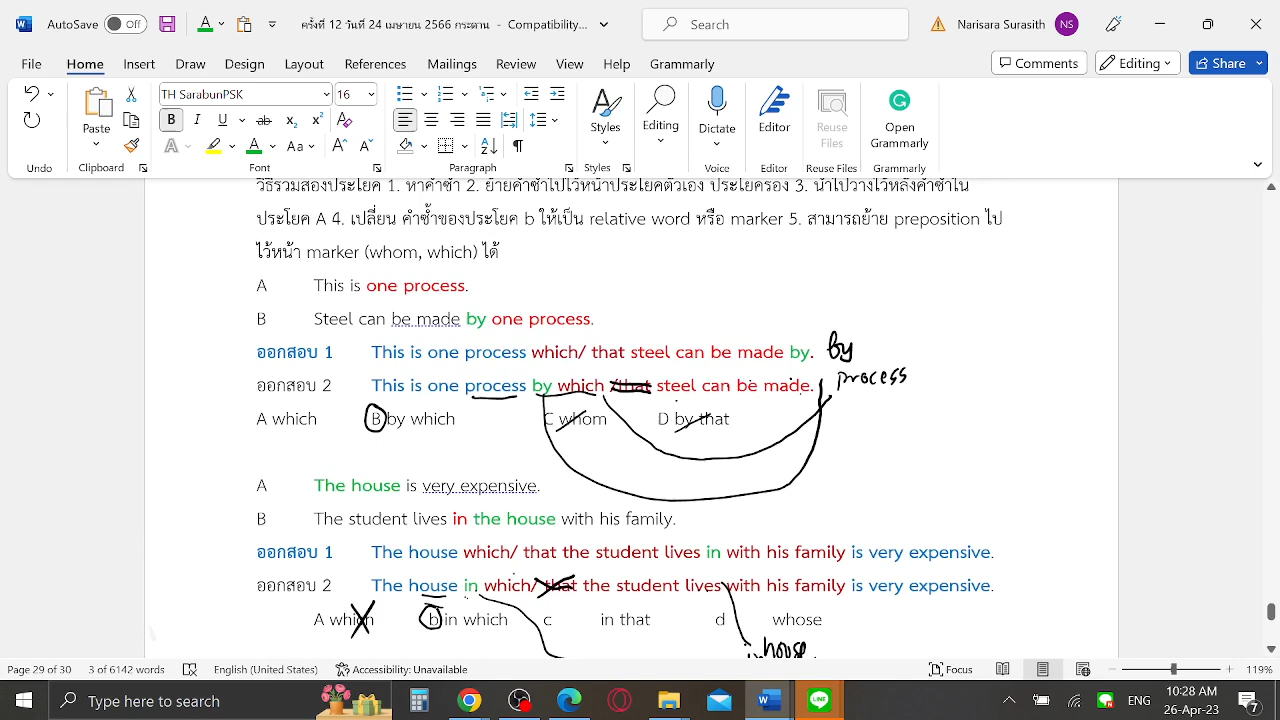 AutoSave Off ครั้งที่ 12 วันที่ 24 เมษายน 2566 กระดาน - Compatibility... Search Narisara Surasith NS
File Home Insert Draw Design Layout References Mailings Review View Help Grammarly Comments Editing Share
TH SarabunPSK 16
Paste Styles Editing Dictate Editor Reuse Files Open Grammarly
Undo Clipboard Font Paragraph Styles Voice Editor Reuse Files Grammarly
วิธีรวมสองประโยค 1. หาคำซ้ำ 2. ย้ายคำซ้ำไปไว้หน้าประโยคตัวเอง ประโยครอง 3. นำไปวางไว้หลังคำซ้ำใน
ประโยค A 4. เปลี่ยน คำซ้ำของประโยค b ให้เป็น relative word หรือ marker 5. สามารถย้าย preposition ไป
ไว้หน้า marker (whom, which) ได้
A This is one process.
B Steel can be made by one process.
ออกสอบ 1 This is one process which/ that steel can be made by. by
process
ออกสอบ 2 This is one process by which /that steel can be made.
A which B by which C whom D by that
A The house is very expensive.
B The student lives in the house with his family.
ออกสอบ 1 The house which/ that the student lives in with his family is very expensive.
ออกสอบ 2 The house in which/ that the student lives with his family is very expensive.
A which b in which c in that d whose
house
Page 29 of 30 3 of 6142 words English (United States) Accessibility: Unavailable Focus 119%
Type here to search ENG 10:28 AM
26-Apr-23 7